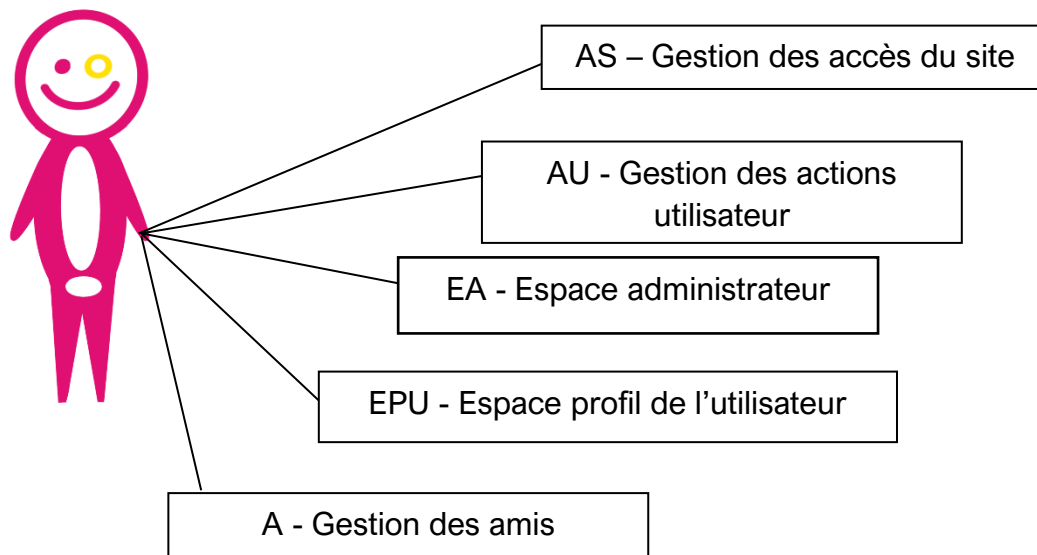 AS – Gestion des accès du site
AU - Gestion des actions
utilisateur
EA - Espace administrateur
EPU - Espace profil de l’utilisateur
A - Gestion des amis